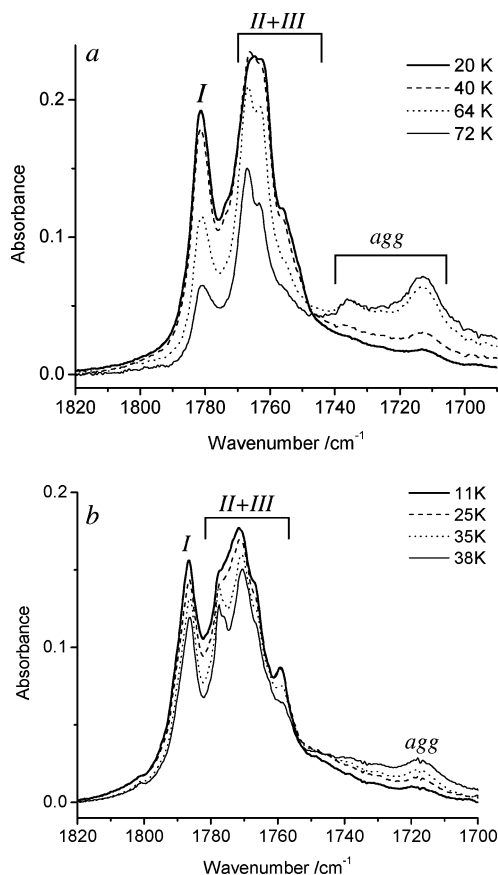 a
II+III
I
agg
20 K
40 K
64 K
72 K
Absorbance
0.2
0.1
0.0
1820 1800 1780 1760 1740 1720 1700
Wavenumber /cm-1
b
II+III
I
agg
11K
25K
35K
38K
Absorbance
0.2
0.1
0.0
1820 1800 1780 1760 1740 1720 1700
Wavenumber /cm-1